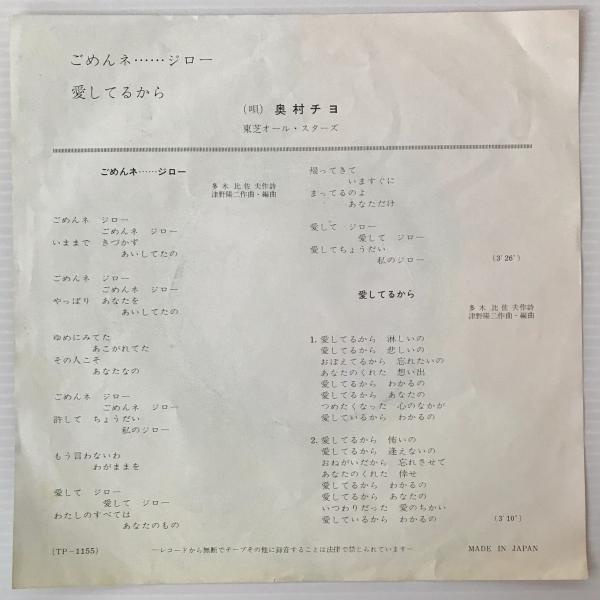 ごめんネ……ジロー
愛してるから
(唄) 奥村チヨ
東芝オール・スターズ
ごめんネ……ジロー
多木比佐夫作詩
津野陽二作曲・編曲
ごめんネ ジロー
ごめんネ ジロー
いままで きづかず
あいしてたの
ごめんネ ジロー
ごめんネ ジロー
やっぱり あなたを
あいしてたの
ゆめにみてた
あこがれてた
その人こそ
あなたなの
ごめんネ ジロー
ごめんネ ジロー
許して ちょうだい
私のジロー
もう言わないわ
わがままを
愛して ジロー
愛して ジロー
わたしのすべては
あなたのもの
帰ってきて
いますぐに
まってるのよ
あなただけ
愛して ジロー
愛して ジロー
愛してちょうだい
私のジロー
(3′26″)
愛してるから
多木比佐夫作詩
津野陽二作曲・編曲
1. 愛してるから 淋しいの
愛してるから 悲しいの
おぼえてるから 忘れたいの
あなたのくれた 想い出
愛してるから わかるの
愛してるから あなたの
つめたくなった 心のなかが
愛しているから わかるの
2. 愛してるから 怖いの
愛してるから 逢えないの
おねがいだから 忘れさせて
あなたのくれた 倖せ
愛してるから わかるの
愛してるから あなたの
いつわりだった 愛のちかい
愛しているから わかるの
(3′10″)
(TP-1155)
―レコードから無断でテープその他に録音することは法律で禁じられています―
MADE IN JAPAN